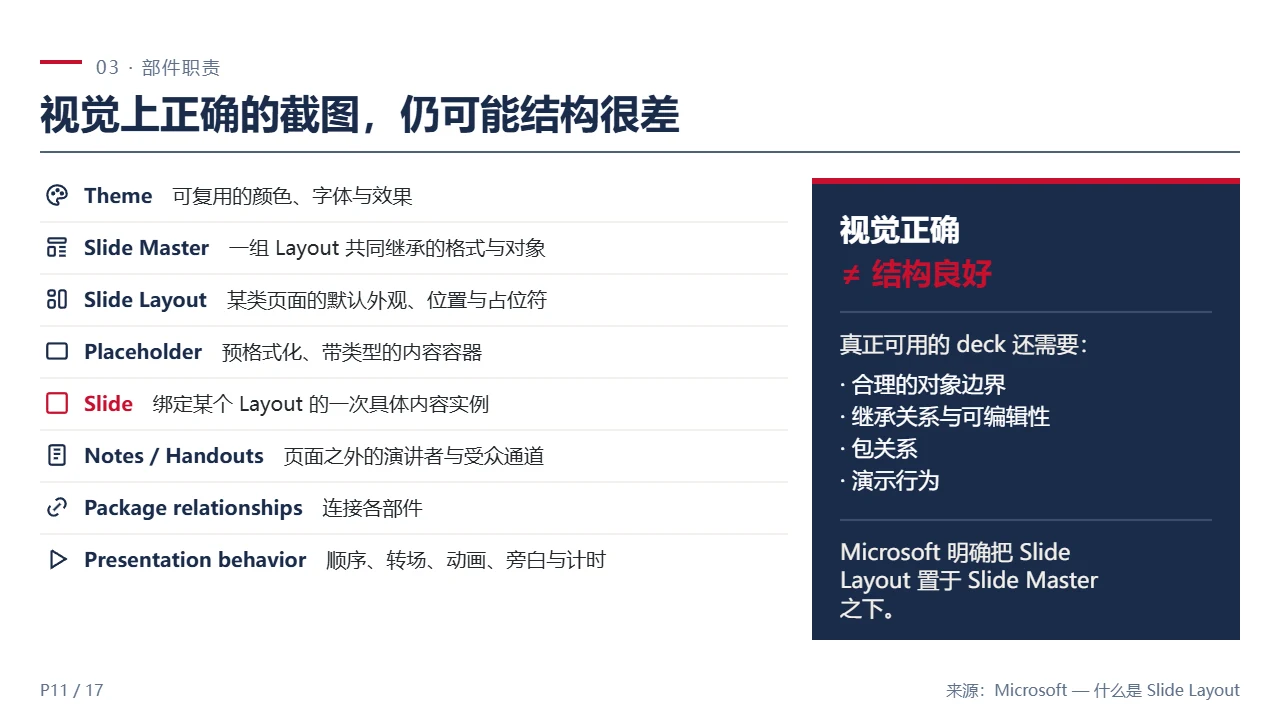 03 · 部件职责
视觉上正确的截图，仍可能结构很差
Theme 可复用的颜色、字体与效果
Slide Master 一组 Layout 共同继承的格式与对象
Slide Layout 某类页面的默认外观、位置与占位符
Placeholder 预格式化、带类型的内容容器
Slide 绑定某个 Layout 的一次具体内容实例
Notes / Handouts 页面之外的演讲者与受众通道
Package relationships 连接各部件
Presentation behavior 顺序、转场、动画、旁白与计时
视觉正确
≠ 结构良好
真正可用的 deck 还需要：
· 合理的对象边界
· 继承关系与可编辑性
· 包关系
· 演示行为
Microsoft 明确把 Slide
Layout 置于 Slide Master
之下。
P11 / 17
来源：Microsoft — 什么是 Slide Layout